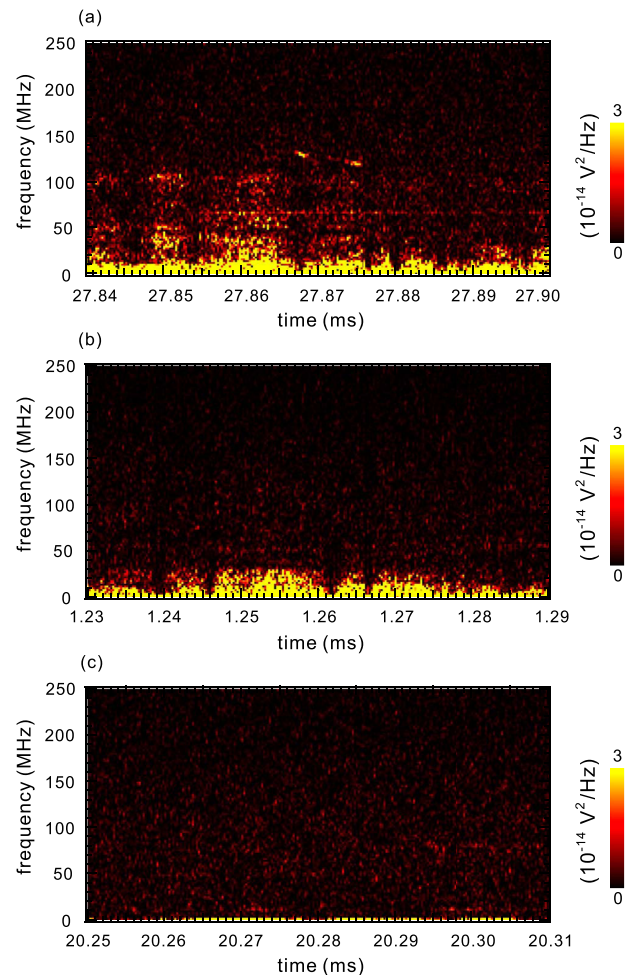 (a)
250
200
150
100
50
0
frequency (MHz)
27.84 27.85 27.86 27.87 27.88 27.89 27.90
time (ms)
3
0
(10⁻¹⁴ V²/Hz)
(b)
250
200
150
100
50
0
frequency (MHz)
1.23 1.24 1.25 1.26 1.27 1.28 1.29
time (ms)
3
0
(10⁻¹⁴ V²/Hz)
(c)
250
200
150
100
50
0
frequency (MHz)
20.25 20.26 20.27 20.28 20.29 20.30 20.31
time (ms)
3
0
(10⁻¹⁴ V²/Hz)